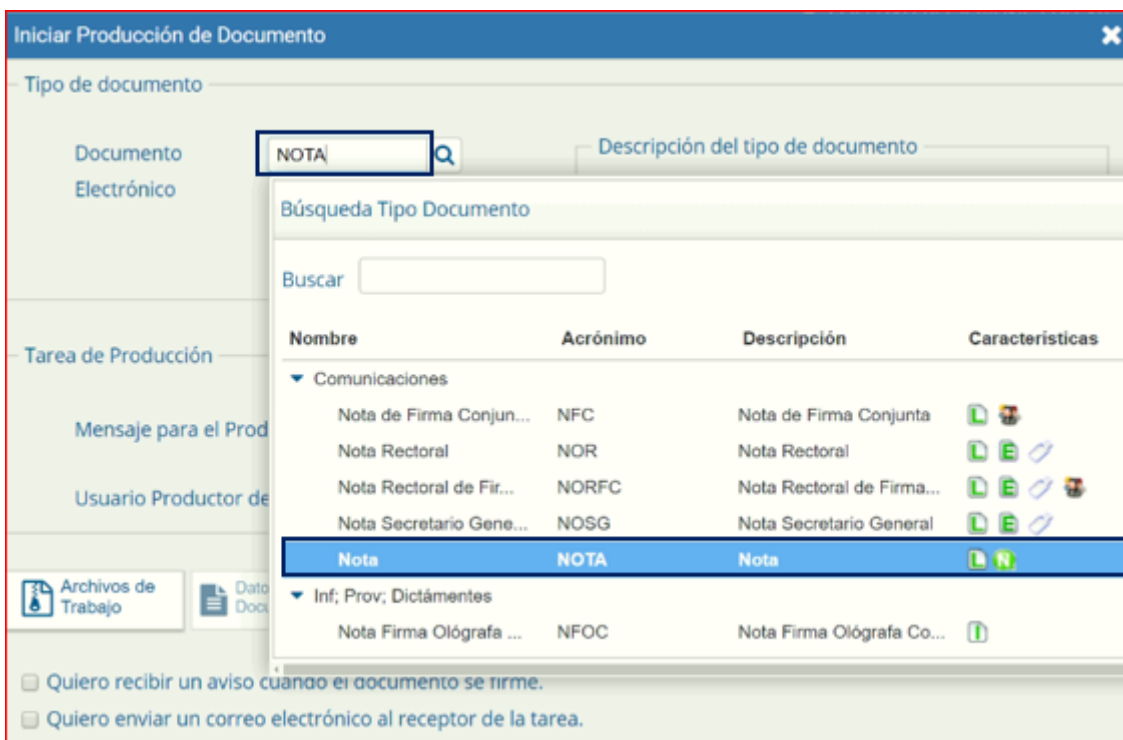 Iniciar Producción de Documento
Tipo de documento
Documento
Electrónico
NOTA
Descripción del tipo de documento
Búsqueda Tipo Documento
Buscar
Nombre Acrónimo Descripción Características
Comunicaciones
Nota de Firma Conjun... NFC Nota de Firma Conjunta L
Nota Rectoral NOR Nota Rectoral L E
Nota Rectoral de Fir... NORFC Nota Rectoral de Firma... L E
Nota Secretario Gene... NOSG Nota Secretario General L E
Nota NOTA Nota L N
Inf; Prov; Dictámentes
Nota Firma Ológrafa ... NFOC Nota Firma Ológrafa Co... I
Tarea de Producción
Mensaje para el Prod
Usuario Productor de
Archivos de
Trabajo
Dato
Docu
Quiero recibir un aviso cuando el documento se firme.
Quiero enviar un correo electrónico al receptor de la tarea.